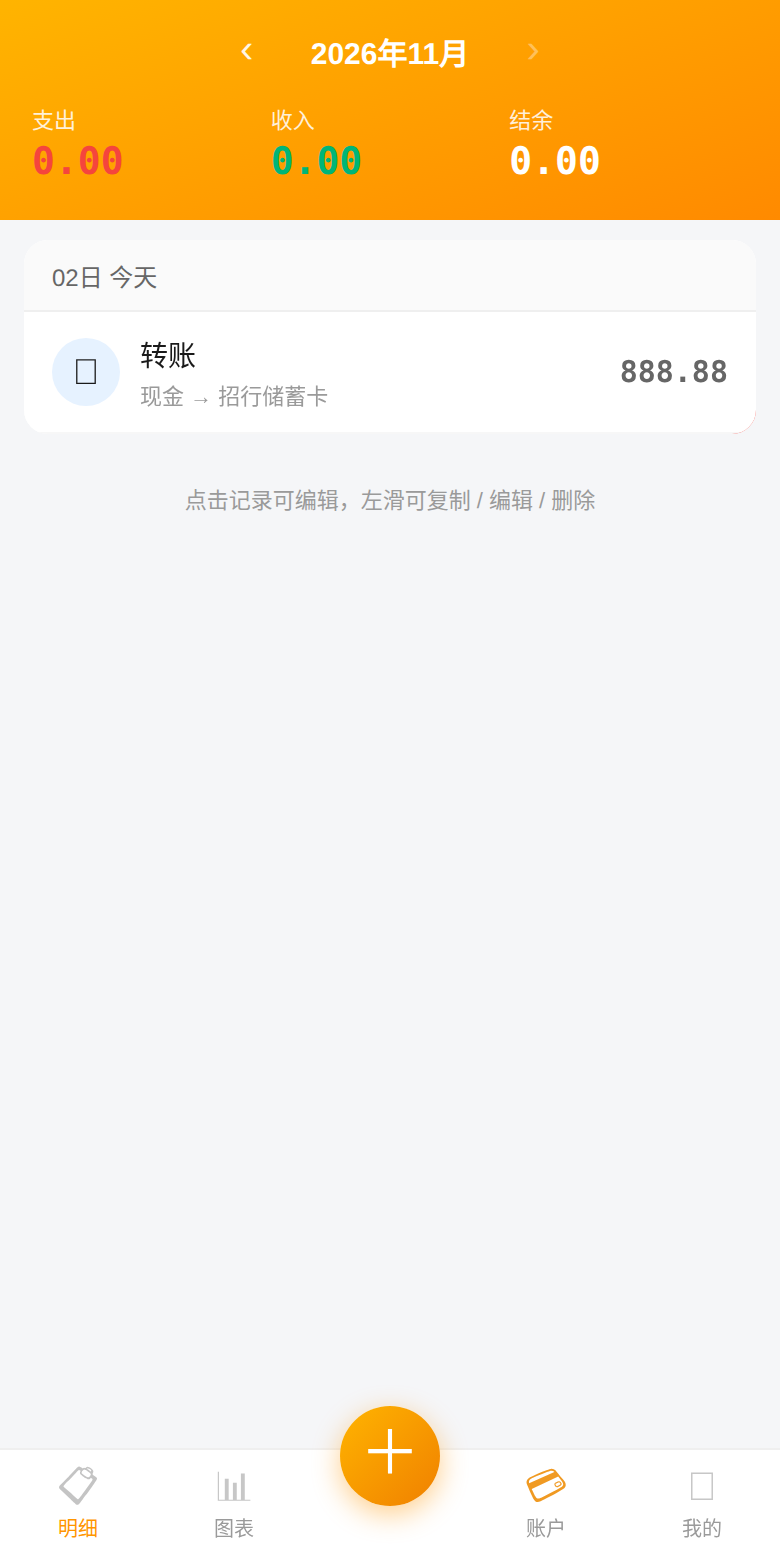 ‹ 2026年11月 ›
支出 收入 结余
0.00 0.00 0.00
02日 今天
转账
现金 → 招行储蓄卡
888.88
点击记录可编辑，左滑可复制 / 编辑 / 删除
明细 图表 账户 我的